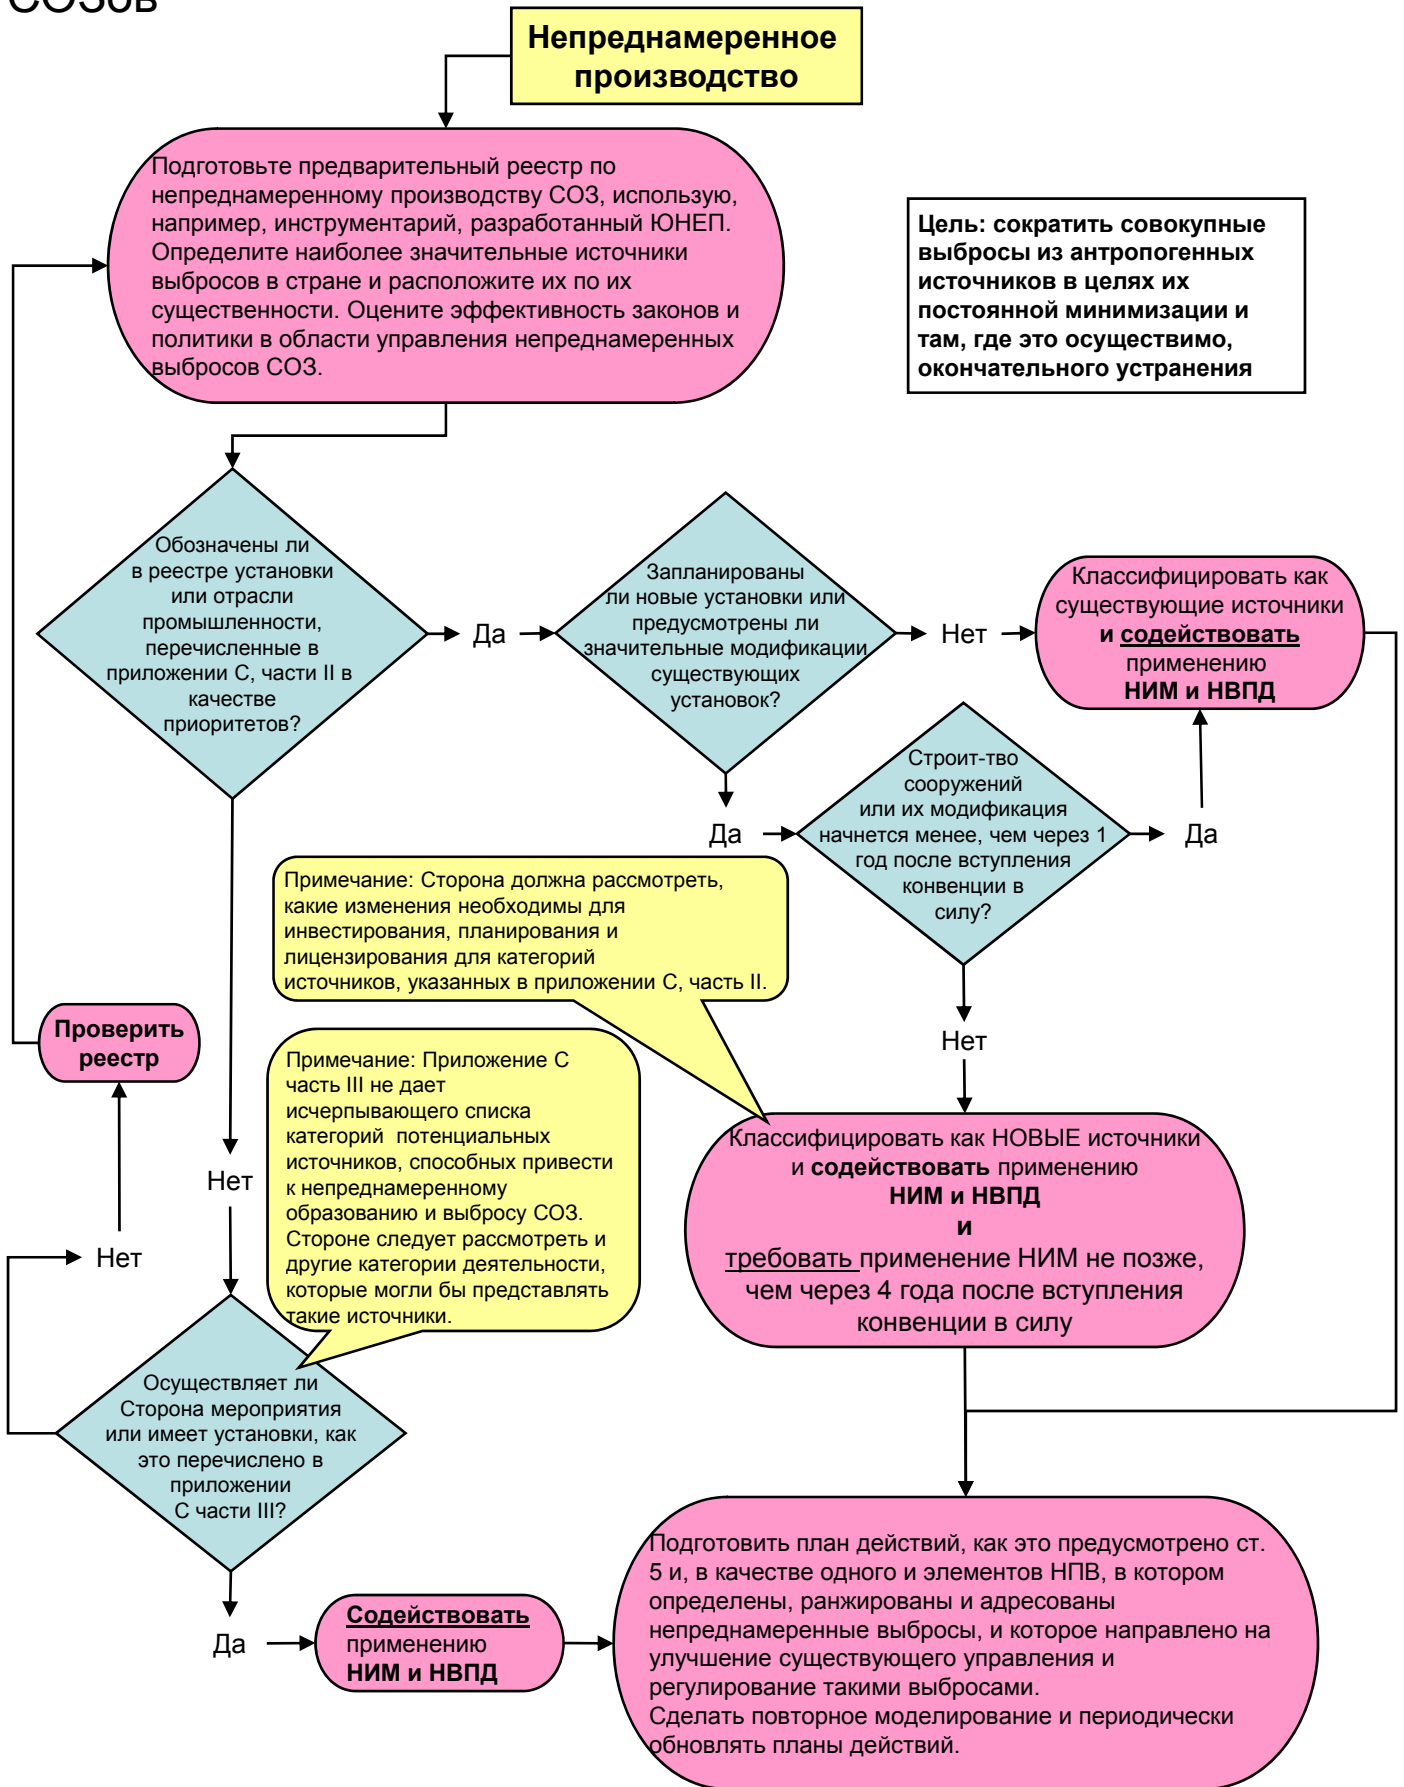 СОЗов
Непреднамеренное
производство
Подготовьте предварительный реестр по
непреднамеренному производству СОЗ, использую,
например, инструментарий, разработанный ЮНЕП.
Определите наиболее значительные источники
выбросов в стране и расположите их по их
существенности. Оцените эффективность законов и
политики в области управления непреднамеренных
выбросов СОЗ.
Цель: сократить совокупные
выбросы из антропогенных
источников в целях их
постоянной минимизации и
там, где это осуществимо,
окончательного устранения
Обозначены ли
в реестре установки
или отрасли
промышленности,
перечисленные в
приложении С, части II в
качестве
приоритетов?
Да
Запланированы
ли новые установки или
предусмотрены ли
значительные модификации
существующих
установок?
Нет
Классифицировать как
существующие источники
и содействовать
применению
НИМ и НВПД
Да
Строит-тво
сооружений
или их модификация
начнется менее, чем через 1
год после вступления
конвенции в
силу?
Да
Примечание: Сторона должна рассмотреть,
какие изменения необходимы для
инвестирования, планирования и
лицензирования для категорий
источников, указанных в приложении С, часть II.
Нет
Проверить
реестр
Примечание: Приложение С
часть III не дает
исчерпывающего списка
категорий потенциальных
источников, способных привести
к непреднамеренному
образованию и выбросу СОЗ.
Стороне следует рассмотреть и
другие категории деятельности,
которые могли бы представлять
такие источники.
Классифицировать как НОВЫЕ источники
и содействовать применению
НИМ и НВПД
и
требовать применение НИМ не позже,
чем через 4 года после вступления
конвенции в силу
Нет
Нет
Осуществляет ли
Сторона мероприятия
или имеет установки, как
это перечислено в
приложении
С части III?
Да
Содействовать
применению
НИМ и НВПД
Подготовить план действий, как это предусмотрено ст.
5 и, в качестве одного и элементов НПВ, в котором
определены, ранжированы и адресованы
непреднамеренные выбросы, и которое направлено на
улучшение существующего управления и
регулирование такими выбросами.
Сделать повторное моделирование и периодически
обновлять планы действий.